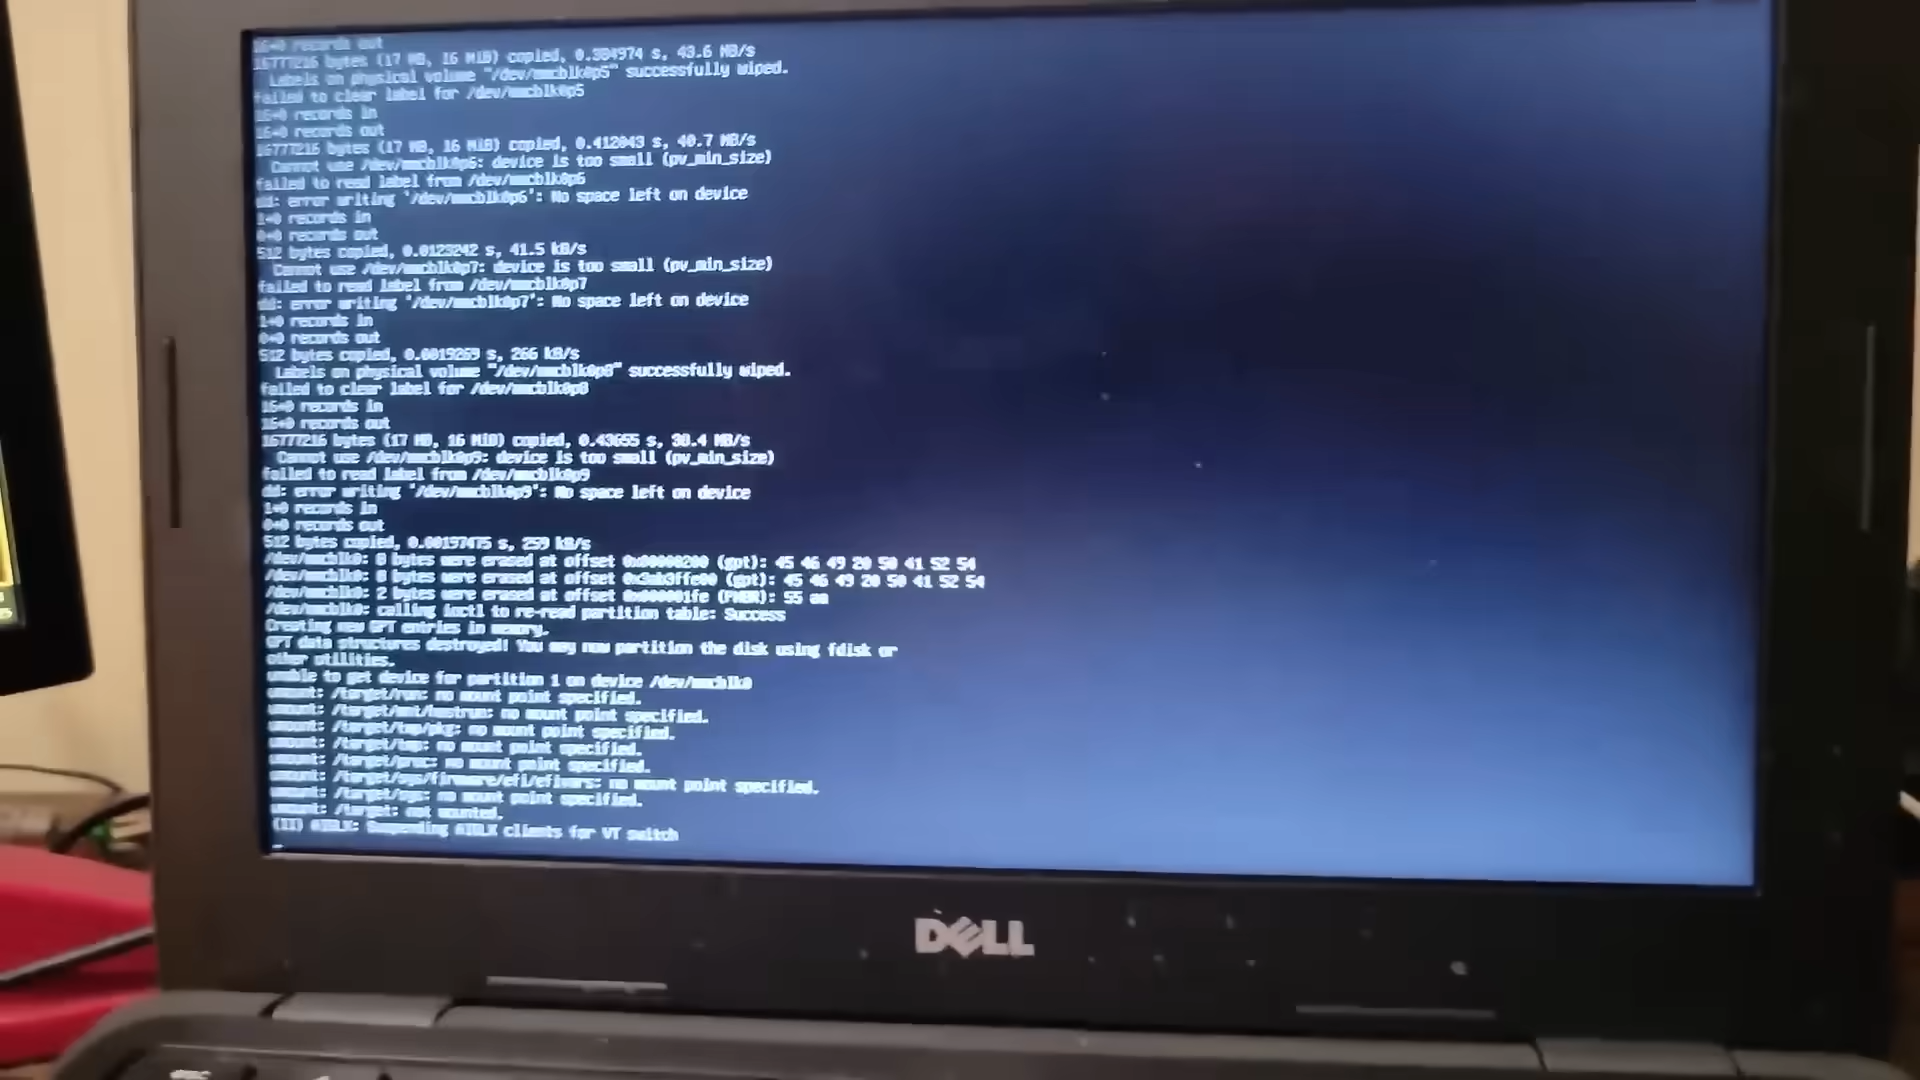 16+0 records out
16777216 bytes (17 MB, 16 MiB) copied, 0.384974 s, 43.6 MB/s
Labels on physical volume "/dev/mmcblk0p5" successfully wiped.
failed to clear label for /dev/mmcblk0p5
16+0 records in
16+0 records out
16777216 bytes (17 MB, 16 MiB) copied, 0.412043 s, 40.7 MB/s
Cannot use /dev/mmcblk0p6: device is too small (pv_min_size)
failed to read label from /dev/mmcblk0p6
dd: error writing '/dev/mmcblk0p6': No space left on device
1+0 records in
0+0 records out
512 bytes copied, 0.0123242 s, 41.5 kB/s
Cannot use /dev/mmcblk0p7: device is too small (pv_min_size)
failed to read label from /dev/mmcblk0p7
dd: error writing '/dev/mmcblk0p7': No space left on device
1+0 records in
0+0 records out
512 bytes copied, 0.0019269 s, 266 kB/s
Labels on physical volume "/dev/mmcblk0p8" successfully wiped.
failed to clear label for /dev/mmcblk0p8
16+0 records in
16+0 records out
16777216 bytes (17 MB, 16 MiB) copied, 0.43655 s, 38.4 MB/s
Cannot use /dev/mmcblk0p9: device is too small (pv_min_size)
failed to read label from /dev/mmcblk0p9
dd: error writing '/dev/mmcblk0p9': No space left on device
1+0 records in
0+0 records out
512 bytes copied, 0.00197475 s, 259 kB/s
/dev/mmcblk0: 8 bytes were erased at offset 0x00000200 (gpt): 45 46 49 20 50 41 52 54
/dev/mmcblk0: 8 bytes were erased at offset 0x3ab3ffe00 (gpt): 45 46 49 20 50 41 52 54
/dev/mmcblk0: 2 bytes were erased at offset 0x000001fe (PMBR): 55 aa
/dev/mmcblk0: calling ioctl to re-read partition table: Success
Creating new GPT entries in memory.
GPT data structures destroyed! You may now partition the disk using fdisk or
other utilities.
unable to get device for partition 1 on device /dev/mmcblk0
umount: /target/run: no mount point specified.
umount: /target/mnt/hostrun: no mount point specified.
umount: /target/tmp/pkg: no mount point specified.
umount: /target/tmp: no mount point specified.
umount: /target/proc: no mount point specified.
umount: /target/sys/firmware/efi/efivars: no mount point specified.
umount: /target/sys: no mount point specified.
umount: /target: not mounted.
(II) AIGLX: Suspending AIGLX clients for VT switch
DELL